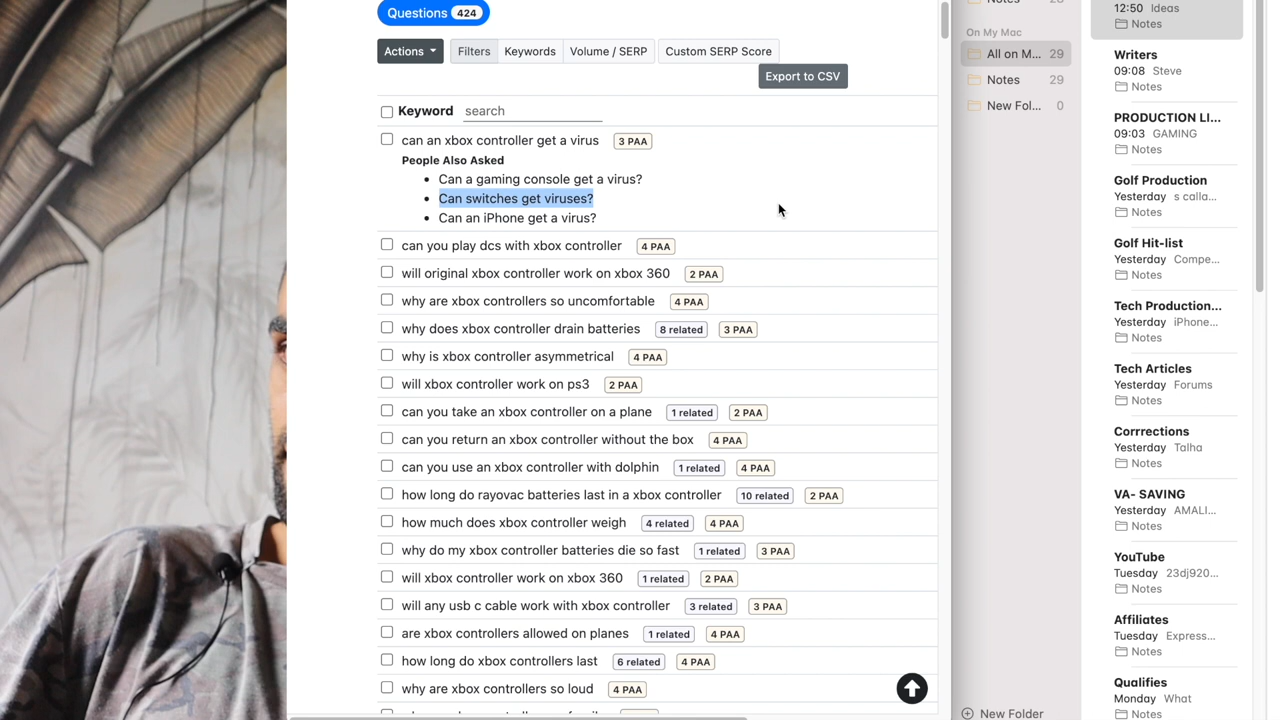 Questions 424
Actions Filters Keywords Volume / SERP Custom SERP Score
Export to CSV
Keyword search
can an xbox controller get a virus 3 PAA
People Also Asked
Can a gaming console get a virus?
Can switches get viruses?
Can an iPhone get a virus?
can you play dcs with xbox controller 4 PAA
will original xbox controller work on xbox 360 2 PAA
why are xbox controllers so uncomfortable 4 PAA
why does xbox controller drain batteries 8 related 3 PAA
why is xbox controller asymmetrical 4 PAA
will xbox controller work on ps3 2 PAA
can you take an xbox controller on a plane 1 related 2 PAA
can you return an xbox controller without the box 4 PAA
can you use an xbox controller with dolphin 1 related 4 PAA
how long do rayovac batteries last in a xbox controller 10 related 2 PAA
how much does xbox controller weigh 4 related 4 PAA
why do my xbox controller batteries die so fast 1 related 3 PAA
will xbox controller work on xbox 360 1 related 2 PAA
will any usb c cable work with xbox controller 3 related 3 PAA
are xbox controllers allowed on planes 1 related 4 PAA
how long do xbox controllers last 6 related 4 PAA
why are xbox controllers so loud 4 PAA
On My Mac
All on M... 29
Notes 29
New Fol... 0
New Folder
12:50 Ideas
Notes
Writers
09:08 Steve
Notes
PRODUCTION LI...
09:03 GAMING
Notes
Golf Production
Yesterday s calla...
Notes
Golf Hit-list
Yesterday Compe...
Notes
Tech Production...
Yesterday iPhone...
Notes
Tech Articles
Yesterday Forums
Notes
Corrrections
Yesterday Talha
Notes
VA- SAVING
Yesterday AMALI...
Notes
YouTube
Tuesday 23dj920...
Notes
Affiliates
Tuesday Express...
Notes
Qualifies
Monday What
Notes